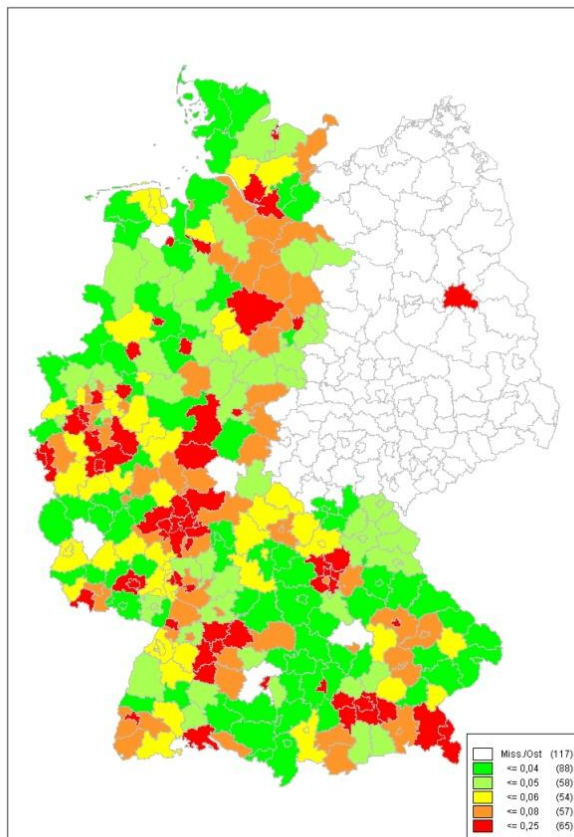 Miss./Ost (117)
<= 0,04 (88)
<= 0,05 (58)
<= 0,06 (54)
<= 0,08 (57)
<= 0,25 (65)